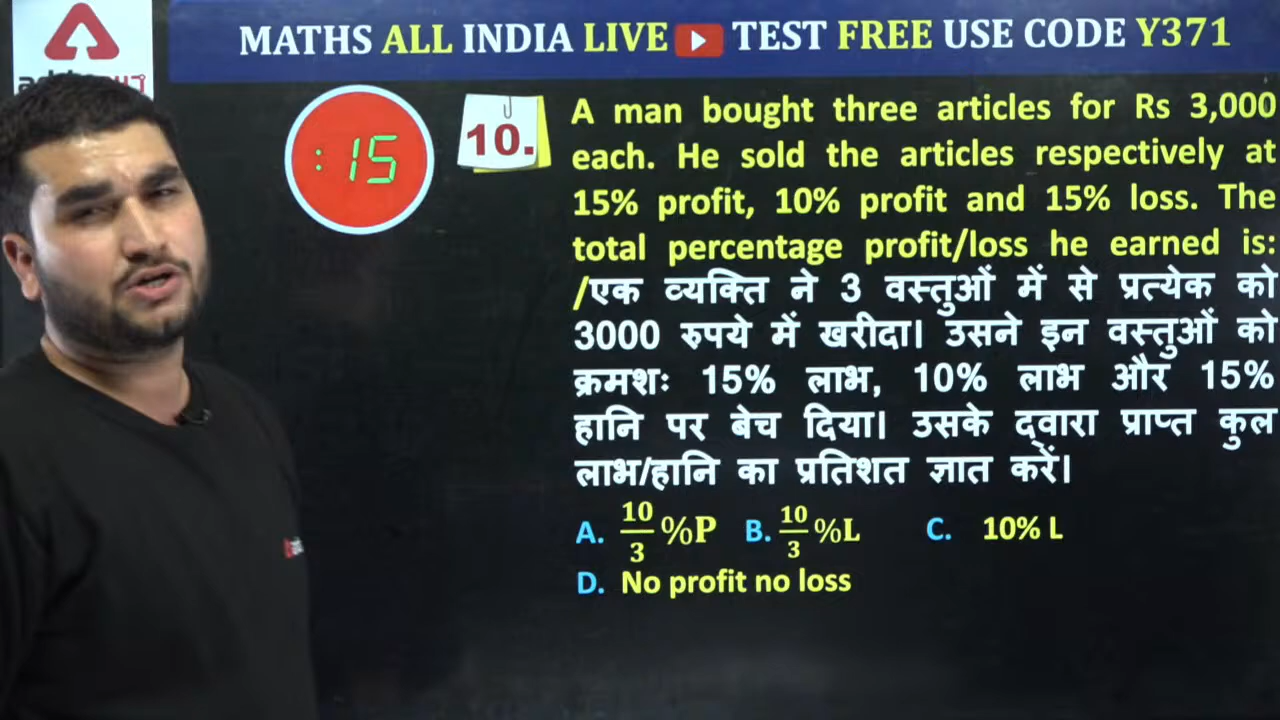 MATHS ALL INDIA LIVE TEST FREE USE CODE Y371
:15
10.
A man bought three articles for Rs 3,000
each. He sold the articles respectively at
15% profit, 10% profit and 15% loss. The
total percentage profit/loss he earned is:
/एक व्यक्ति ने 3 वस्तुओं में से प्रत्येक को
3000 रुपये में खरीदा। उसने इन वस्तुओं को
क्रमशः 15% लाभ, 10% लाभ और 15%
हानि पर बेच दिया। उसके द्वारा प्राप्त कुल
लाभ/हानि का प्रतिशत ज्ञात करें।
A. 10/3 %P B. 10/3 %L C. 10% L
D. No profit no loss